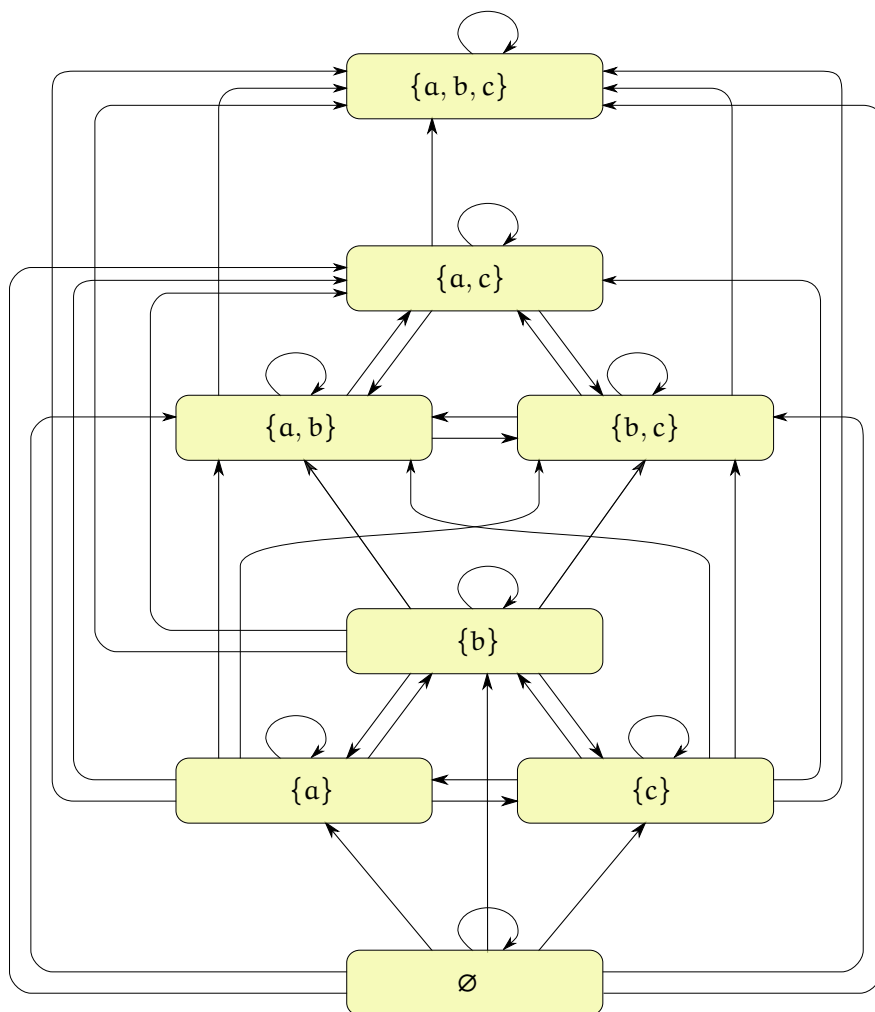 {a, b, c}
{a, c}
{a, b} {b, c}
{b}
{a} {c}
∅